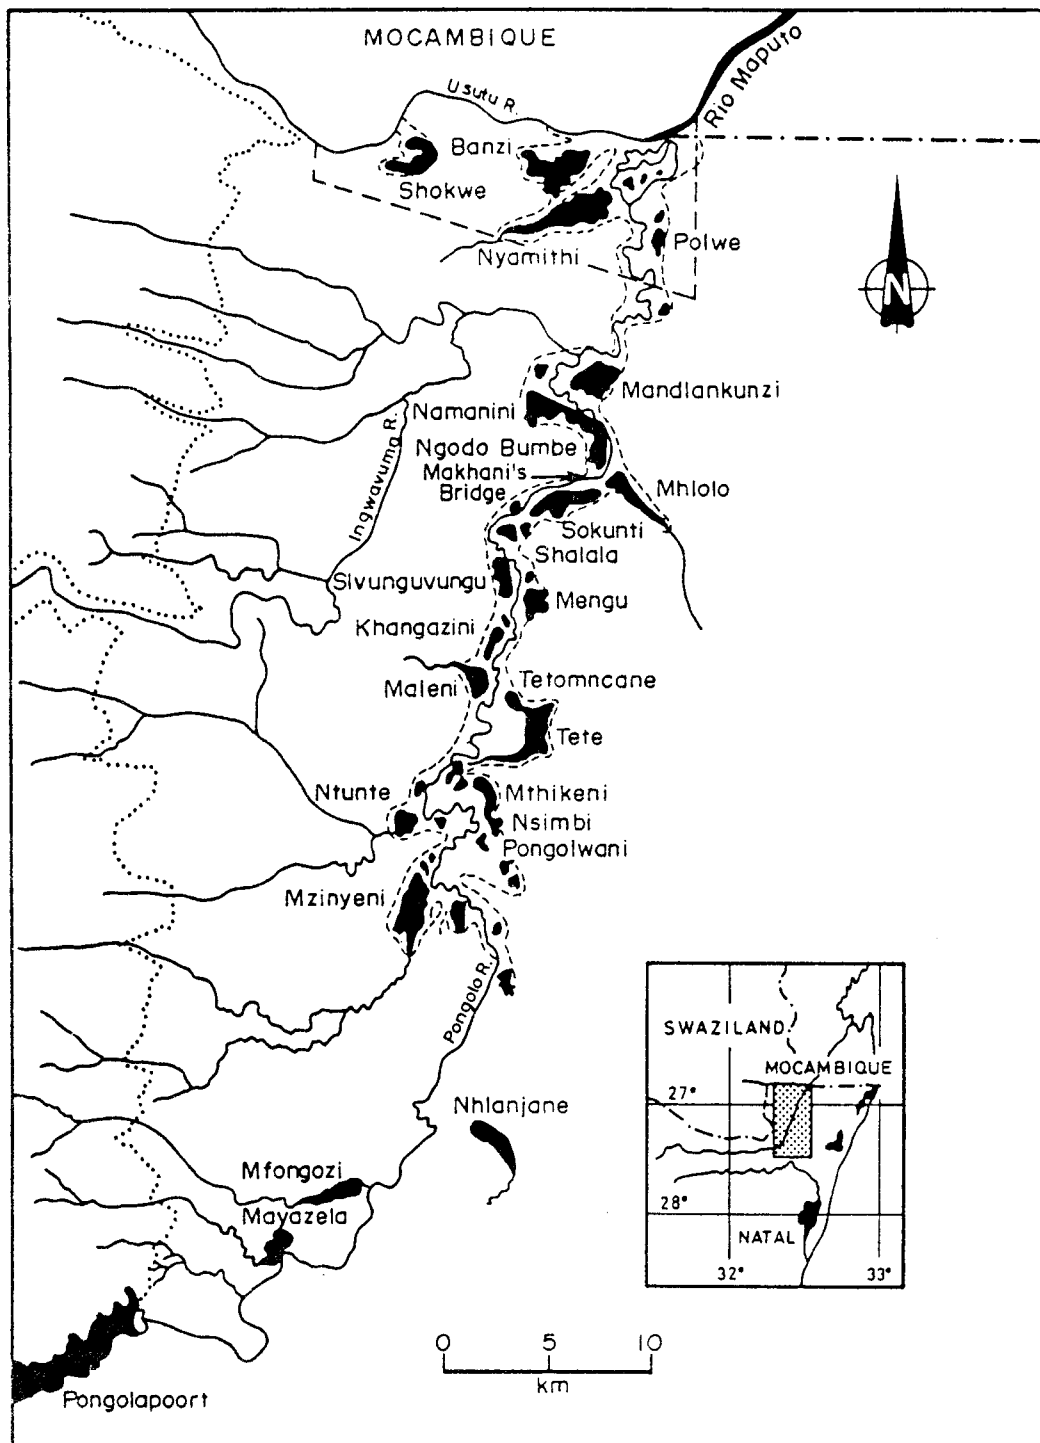 MOCAMBIQUE
Rio Maputo
Usutu R.
Banzi
Shokwe
Polwe
Nyamithi
N
Mandlankunzi
Namanini
Ingwavuma R.
Ngodo Bumbe
Makhani's
Bridge
Mhlolo
Sokunti
Shalala
Sivunguvungu
Mengu
Khangazini
Maleni
Tetomncane
Tete
Ntunte
Mthikeni
Nsimbi
Pongolwani
Mzinyeni
Pongolo R.
Nhlanjane
Mfongozi
Mayazela
Pongolapoort
0 5 10
km
SWAZILAND
MOCAMBIQUE
27°
28°
NATAL
32° 33°